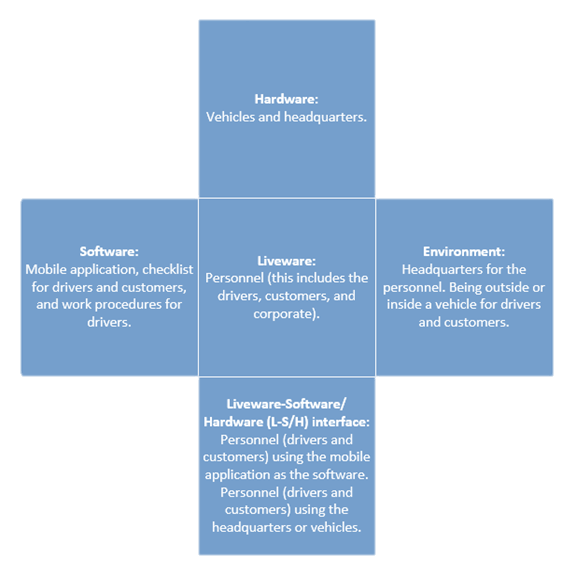 Hardware:
Vehicles and headquarters.
Software:
Mobile application, checklist
for drivers and customers,
and work procedures for
drivers.
Liveware:
Personnel (this includes the
drivers, customers, and
corporate).
Environment:
Headquarters for the
personnel. Being outside or
inside a vehicle for drivers
and customers.
Liveware-Software/
Hardware (L-S/H) interface:
Personnel (drivers and
customers) using the mobile
application as the software.
Personnel (drivers and
customers) using the
headquarters or vehicles.